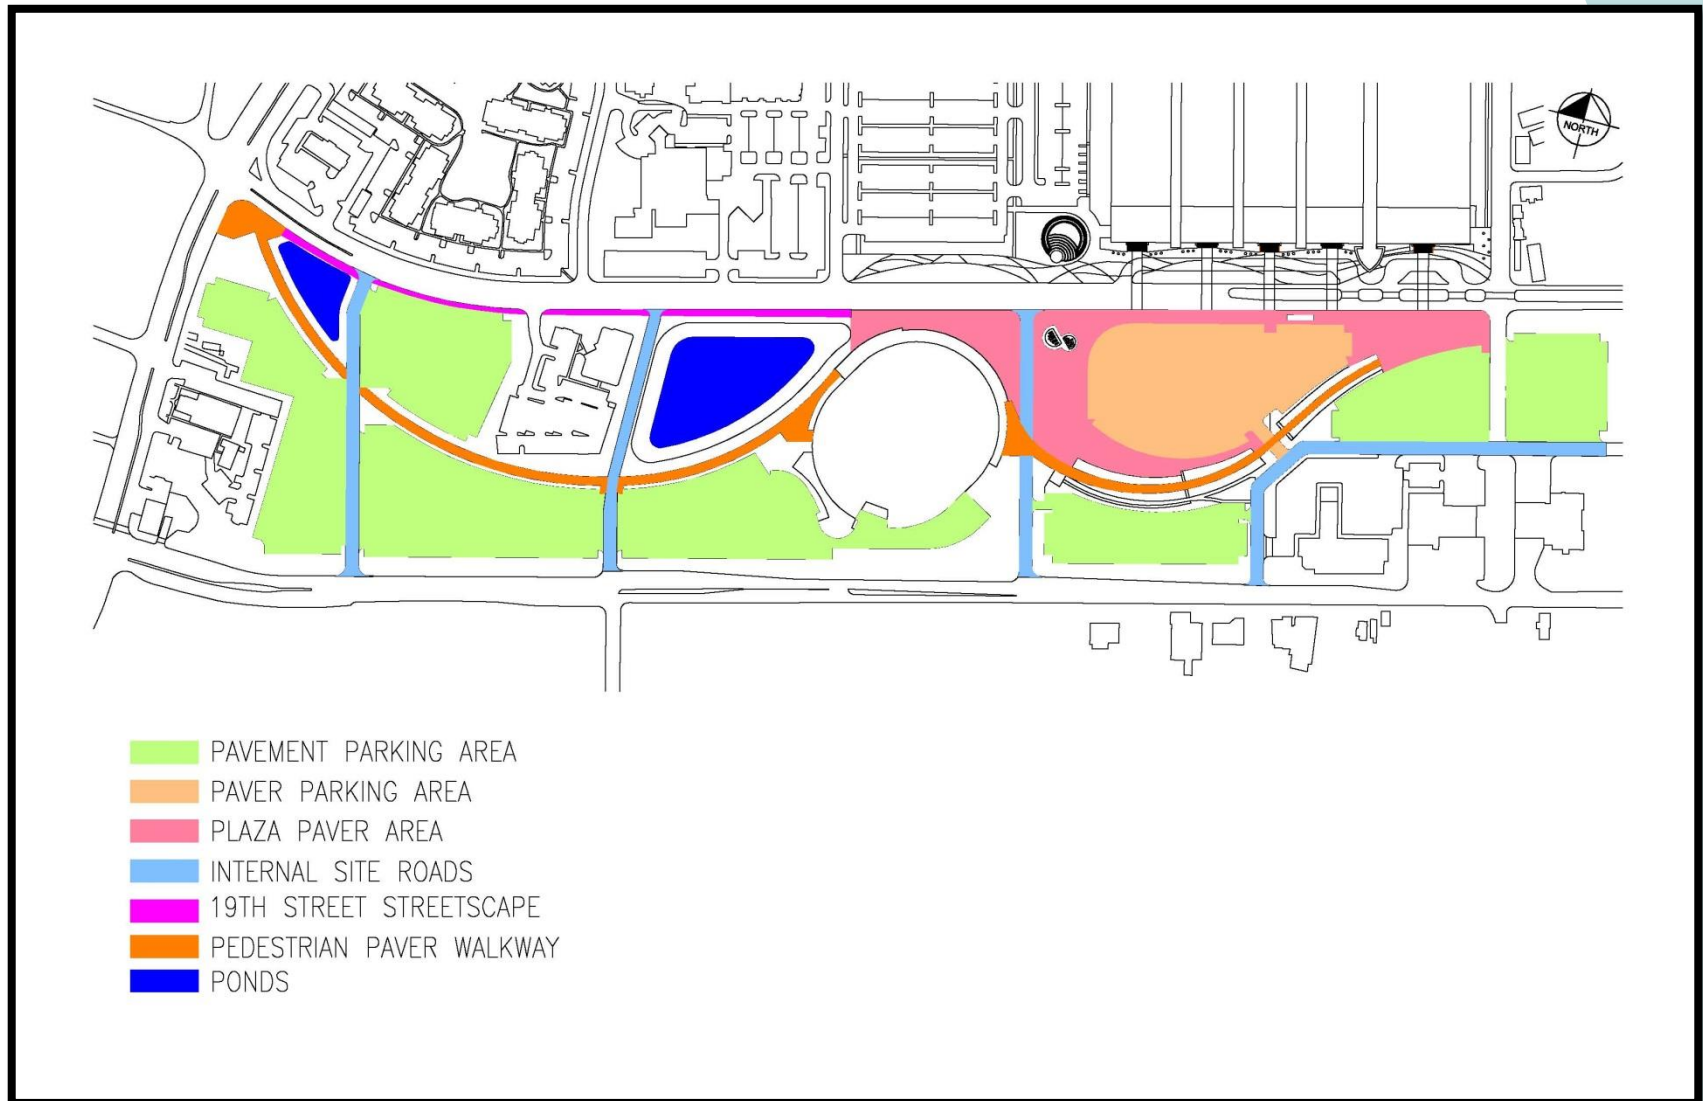 NORTH
PAVEMENT PARKING AREA
PAVER PARKING AREA
PLAZA PAVER AREA
INTERNAL SITE ROADS
19TH STREET STREETSCAPE
PEDESTRIAN PAVER WALKWAY
PONDS